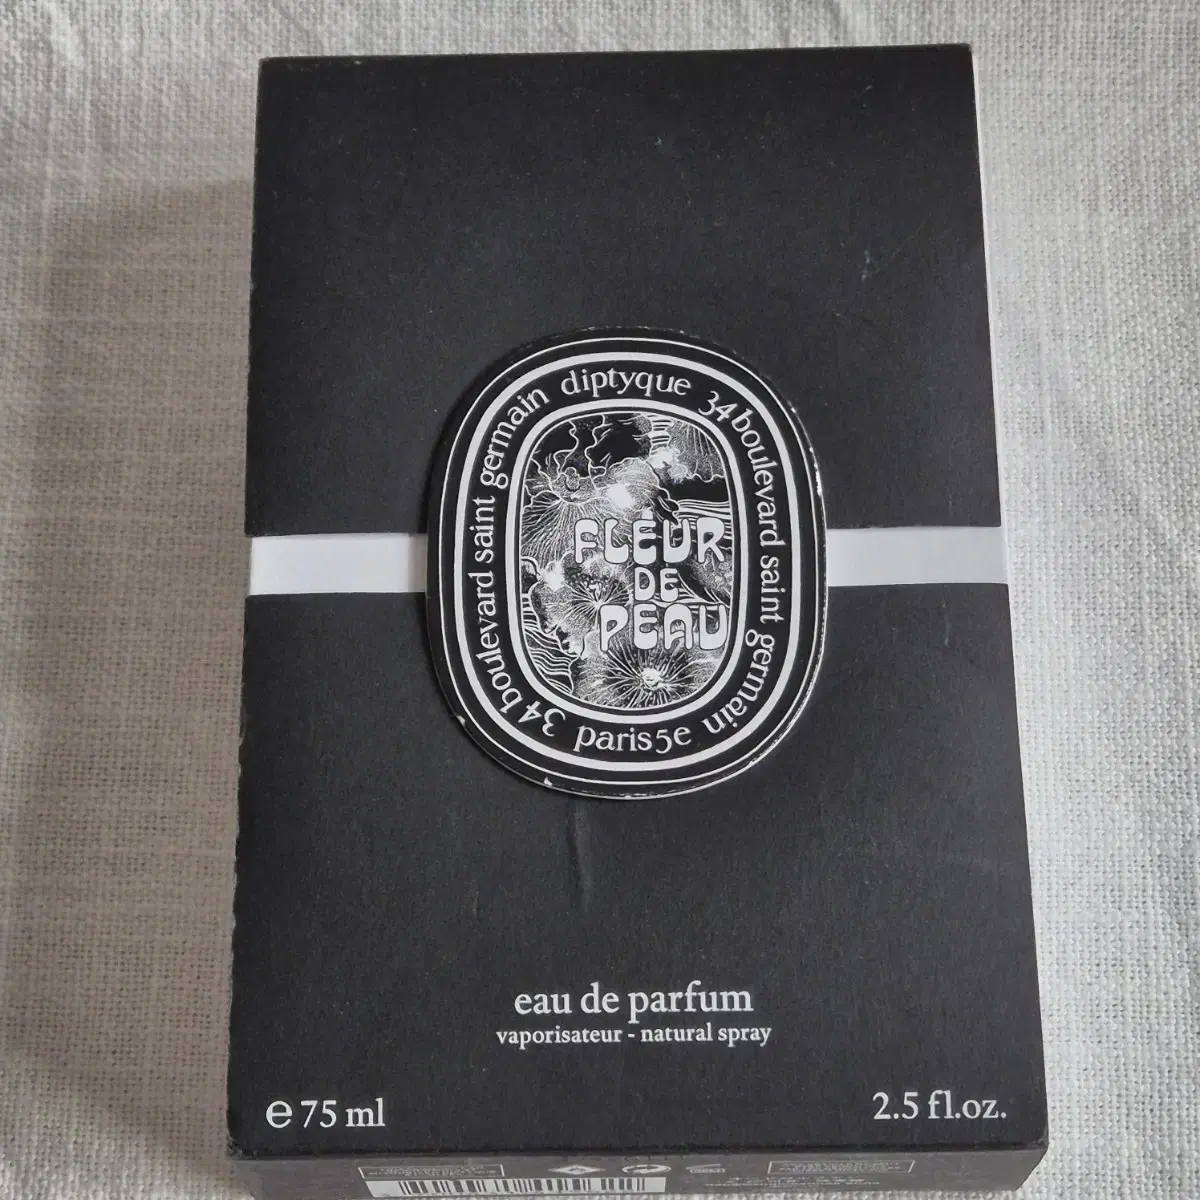 diptyque 34 boulevard saint germain paris 5e 34 boulevard saint germain
FLEUR
DE
PEAU
eau de parfum
vaporisateur - natural spray
e 75 ml
2.5 fl.oz.